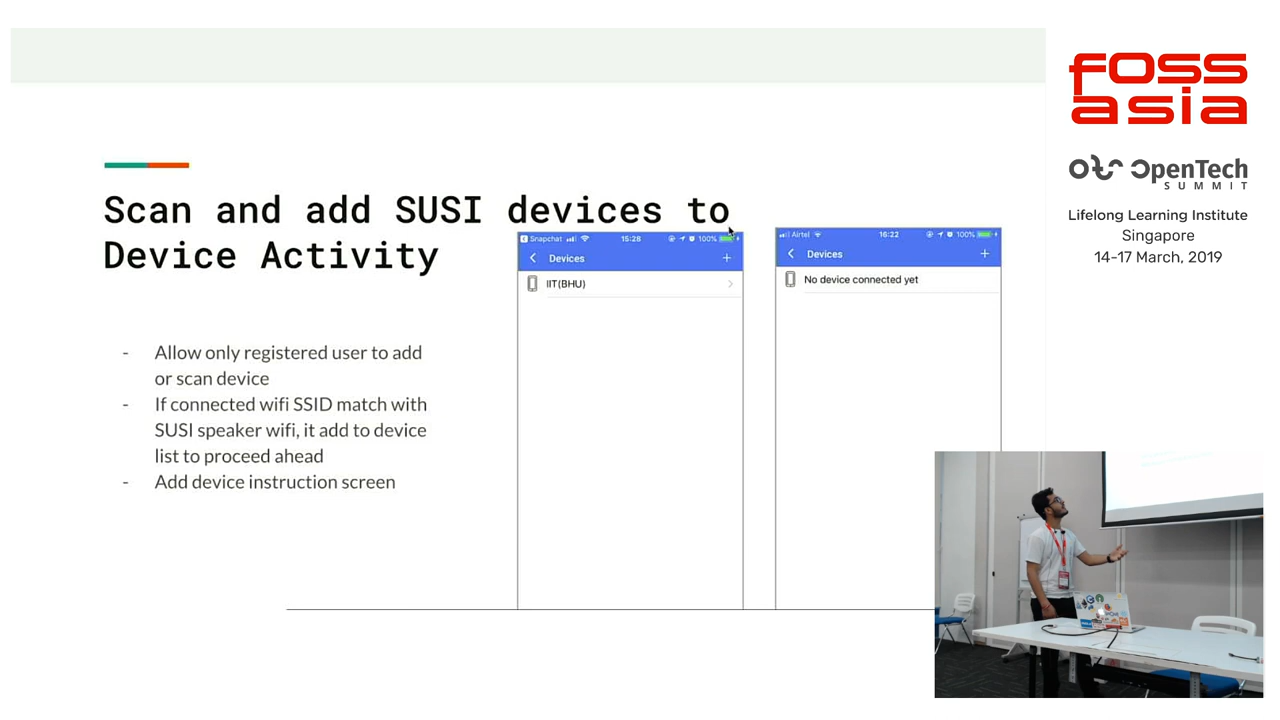 Scan and add SUSI devices to
Device Activity
- Allow only registered user to add
or scan device
- If connected wifi SSID match with
SUSI speaker wifi, it add to device
list to proceed ahead
- Add device instruction screen
Snapchat 15:28 100%
Devices +
IIT(BHU)
Airtel 16:22 100%
Devices +
No device connected yet
fOSS
asia
OpenTech
SUMMIT
Lifelong Learning Institute
Singapore
14-17 March, 2019